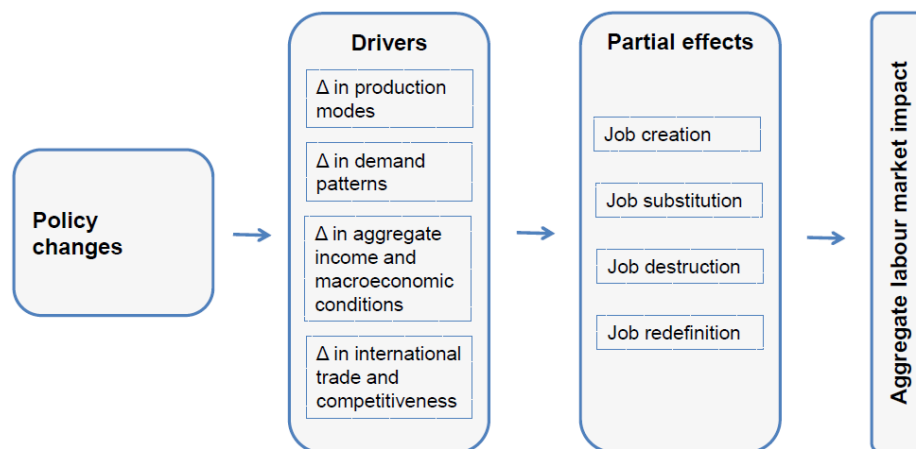 Policy
changes
Drivers
Δ in production
modes
Δ in demand
patterns
Δ in aggregate
income and
macroeconomic
conditions
Δ in international
trade and
competitiveness
Partial effects
Job creation
Job substitution
Job destruction
Job redefinition
Aggregate labour market impact